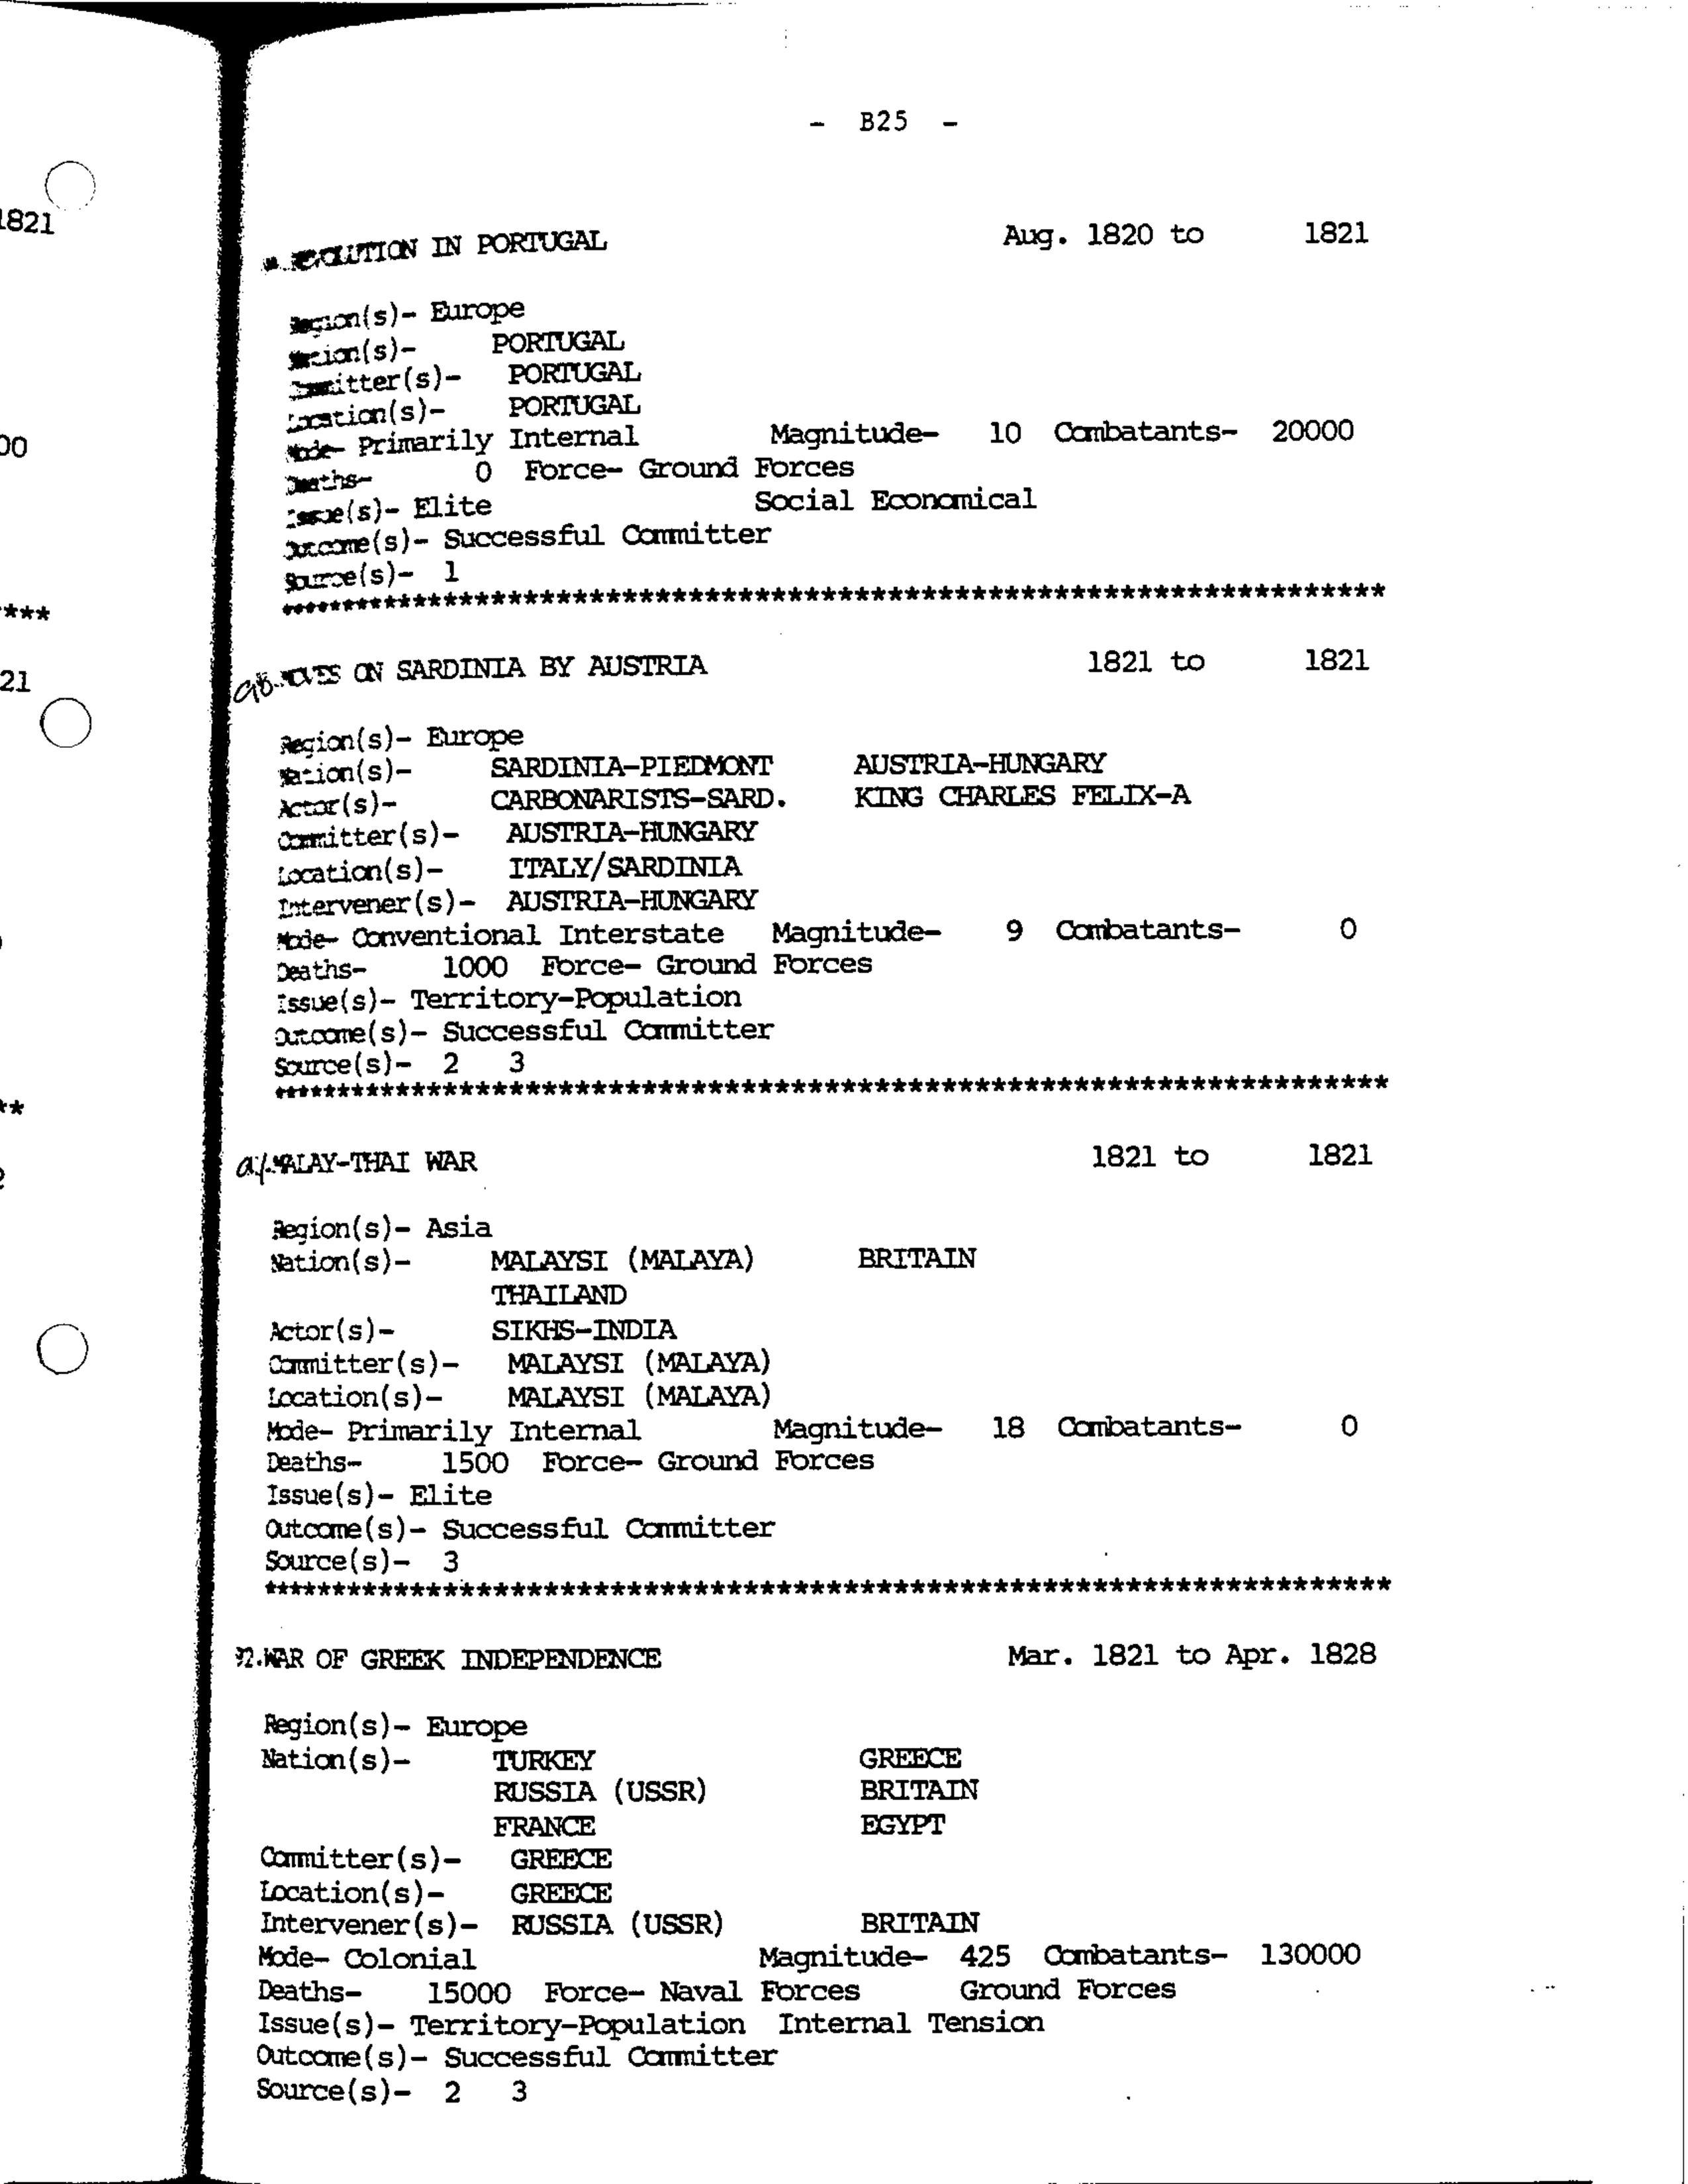 - B25 -
1821
REVOLUTION IN PORTUGAL Aug. 1820 to 1821
Region(s)- Europe
Nation(s)- PORTUGAL
Committer(s)- PORTUGAL
Location(s)- PORTUGAL
00
Mode- Primarily Internal Magnitude- 10 Combatants- 20000
Deaths- 0 Force- Ground Forces
Issue(s)- Elite Social Economical
Outcome(s)- Successful Committer
Source(s)- 1
*******************************************************************
***
ON SARDINIA BY AUSTRIA 1821 to 1821
21
Region(s)- Europe
Nation(s)- SARDINIA-PIEDMONT AUSTRIA-HUNGARY
Actor(s)- CARBONARISTS-SARD. KING CHARLES FELIX-A
Committer(s)- AUSTRIA-HUNGARY
Location(s)- ITALY/SARDINIA
Intervener(s)- AUSTRIA-HUNGARY
Mode- Conventional Interstate Magnitude- 9 Combatants- 0
Deaths- 1000 Force- Ground Forces
Issue(s)- Territory-Population
Outcome(s)- Successful Committer
Source(s)- 2 3
*******************************************************************
**
MALAY-THAI WAR 1821 to 1821
Region(s)- Asia
Nation(s)- MALAYSI (MALAYA) BRITAIN
THAILAND
Actor(s)- SIKHS-INDIA
Committer(s)- MALAYSI (MALAYA)
Location(s)- MALAYSI (MALAYA)
Mode- Primarily Internal Magnitude- 18 Combatants- 0
Deaths- 1500 Force- Ground Forces
Issue(s)- Elite
Outcome(s)- Successful Committer
Source(s)- 3
*******************************************************************
92.WAR OF GREEK INDEPENDENCE Mar. 1821 to Apr. 1828
Region(s)- Europe
Nation(s)- TURKEY GREECE
RUSSIA (USSR) BRITAIN
FRANCE EGYPT
Committer(s)- GREECE
Location(s)- GREECE
Intervener(s)- RUSSIA (USSR) BRITAIN
Mode- Colonial Magnitude- 425 Combatants- 130000
Deaths- 15000 Force- Naval Forces Ground Forces
Issue(s)- Territory-Population Internal Tension
Outcome(s)- Successful Committer
Source(s)- 2 3